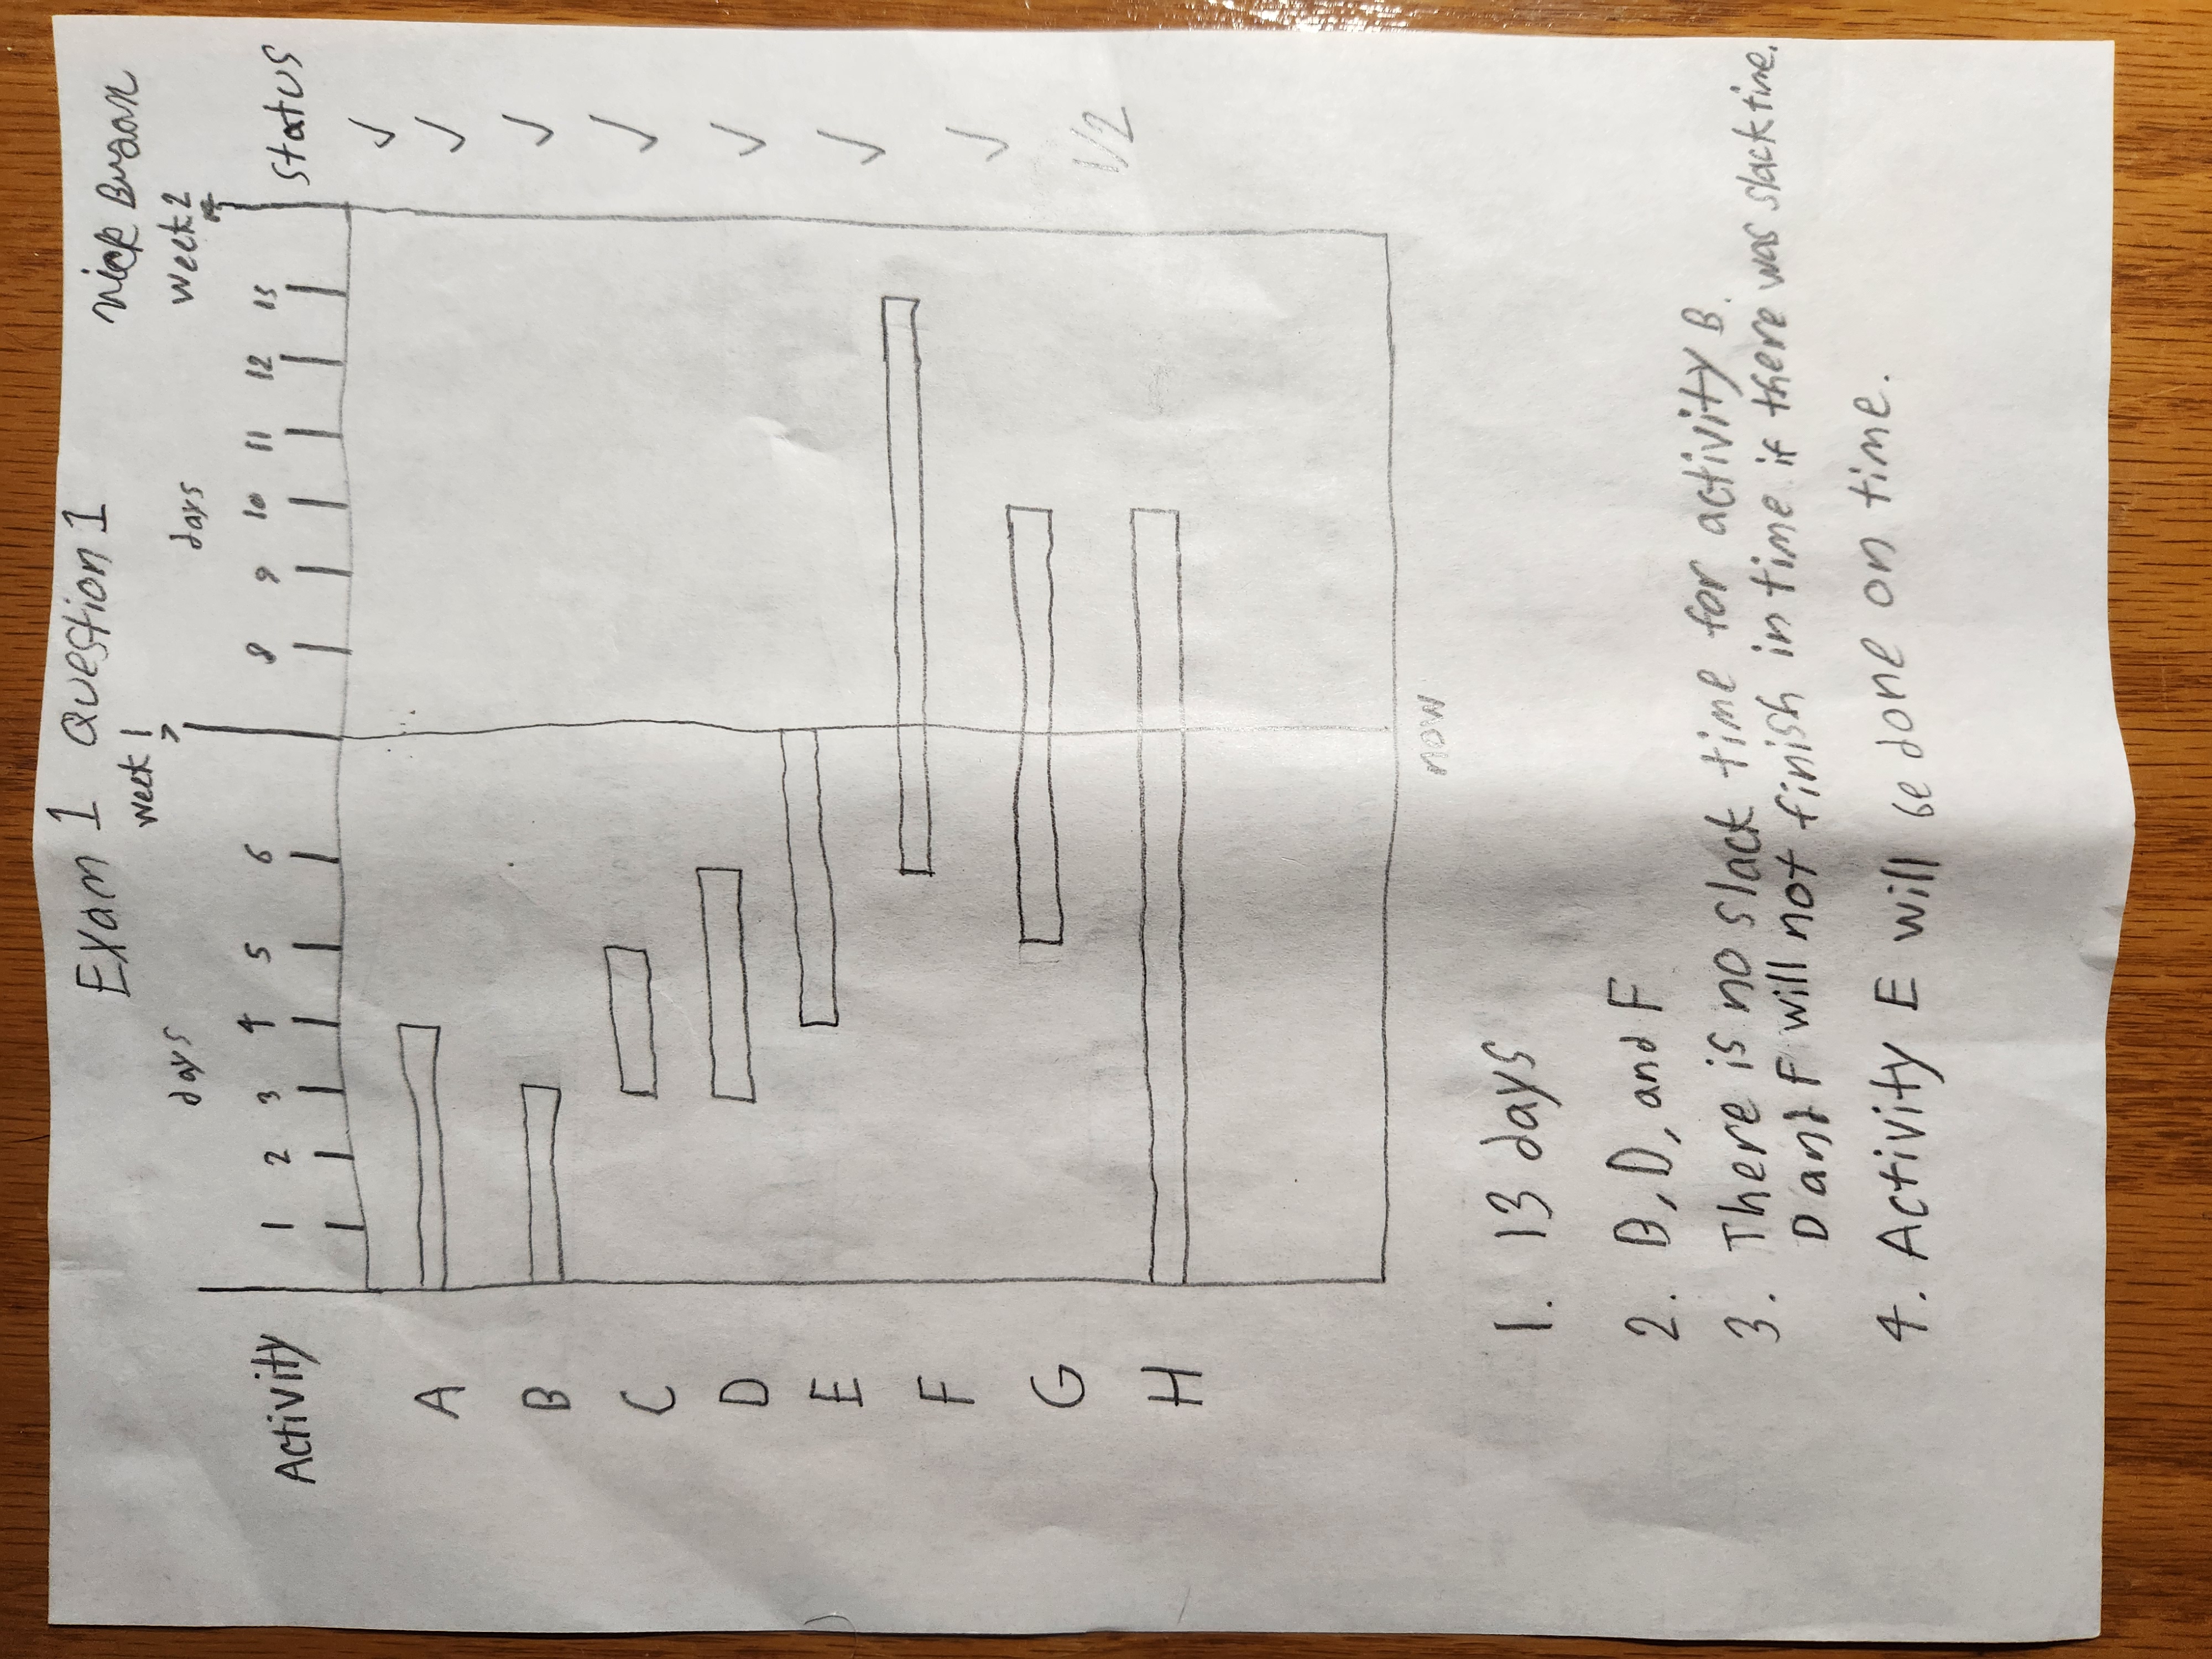 Exam 1 Question 1
Nick
week 1
7
days
days
week 2
14
Activity
1 2 3 4 5 6 8 9 10 11 12 13
Status
✓
A ✓
B ✓
C ✓
D ✓
E ✓
F ✓
G 1/2
H
now
1. 13 days
2. B, D, and F
3. There is no slack time for activity B.
D and F will not finish in time if there was slack time.
4. Activity E will be done on time.